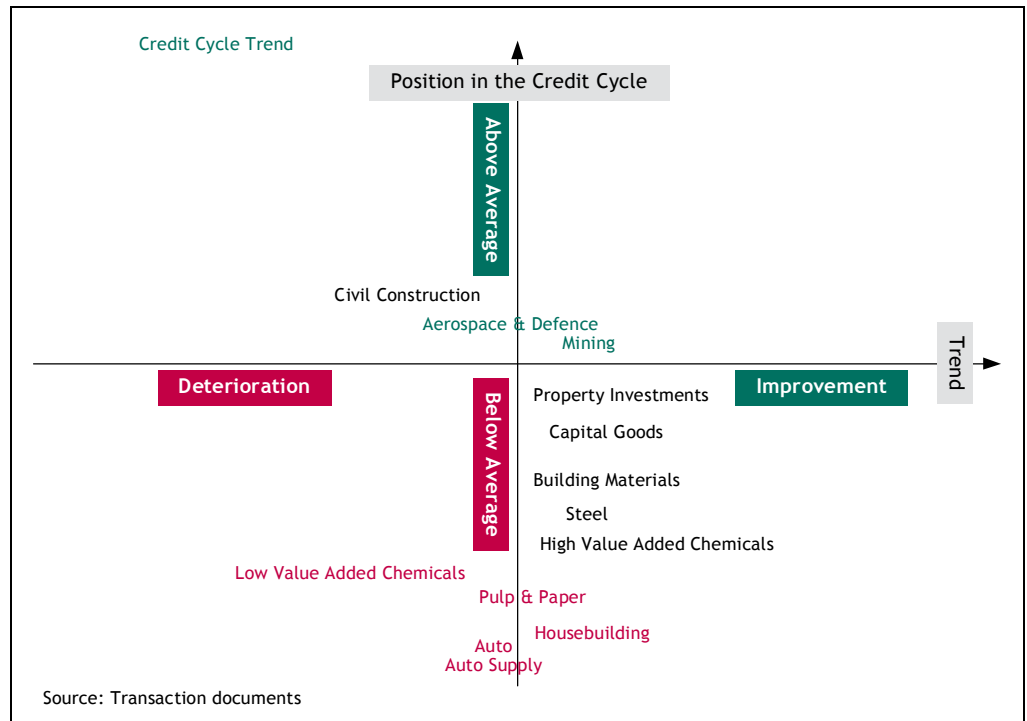 Credit Cycle Trend
Position in the Credit Cycle
Above Average
Civil Construction
Aerospace & Defence
Mining
Trend
Deterioration
Improvement
Below Average
Property Investments
Capital Goods
Building Materials
Steel
High Value Added Chemicals
Low Value Added Chemicals
Pulp & Paper
Housebuilding
Auto
Auto Supply
Source: Transaction documents